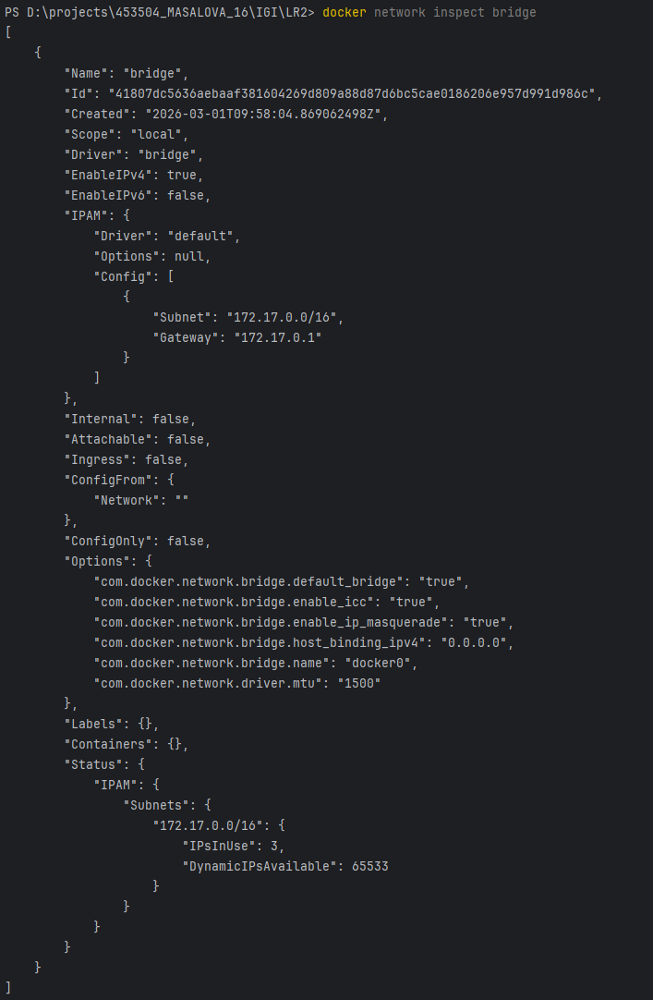 PS D:\projects\453504_MASALOVA_16\IGI\LR2> docker network inspect bridge
[
    {
        "Name": "bridge",
        "Id": "41807dc5636aebaaf381604269d809a88d87d6bc5cae0186206e957d991d986c",
        "Created": "2026-03-01T09:58:04.869062498Z",
        "Scope": "local",
        "Driver": "bridge",
        "EnableIPv4": true,
        "EnableIPv6": false,
        "IPAM": {
            "Driver": "default",
            "Options": null,
            "Config": [
                {
                    "Subnet": "172.17.0.0/16",
                    "Gateway": "172.17.0.1"
                }
            ]
        },
        "Internal": false,
        "Attachable": false,
        "Ingress": false,
        "ConfigFrom": {
            "Network": ""
        },
        "ConfigOnly": false,
        "Options": {
            "com.docker.network.bridge.default_bridge": "true",
            "com.docker.network.bridge.enable_icc": "true",
            "com.docker.network.bridge.enable_ip_masquerade": "true",
            "com.docker.network.bridge.host_binding_ipv4": "0.0.0.0",
            "com.docker.network.bridge.name": "docker0",
            "com.docker.network.driver.mtu": "1500"
        },
        "Labels": {},
        "Containers": {},
        "Status": {
            "IPAM": {
                "Subnets": {
                    "172.17.0.0/16": {
                        "IPsInUse": 3,
                        "DynamicIPsAvailable": 65533
                    }
                }
            }
        }
    }
]